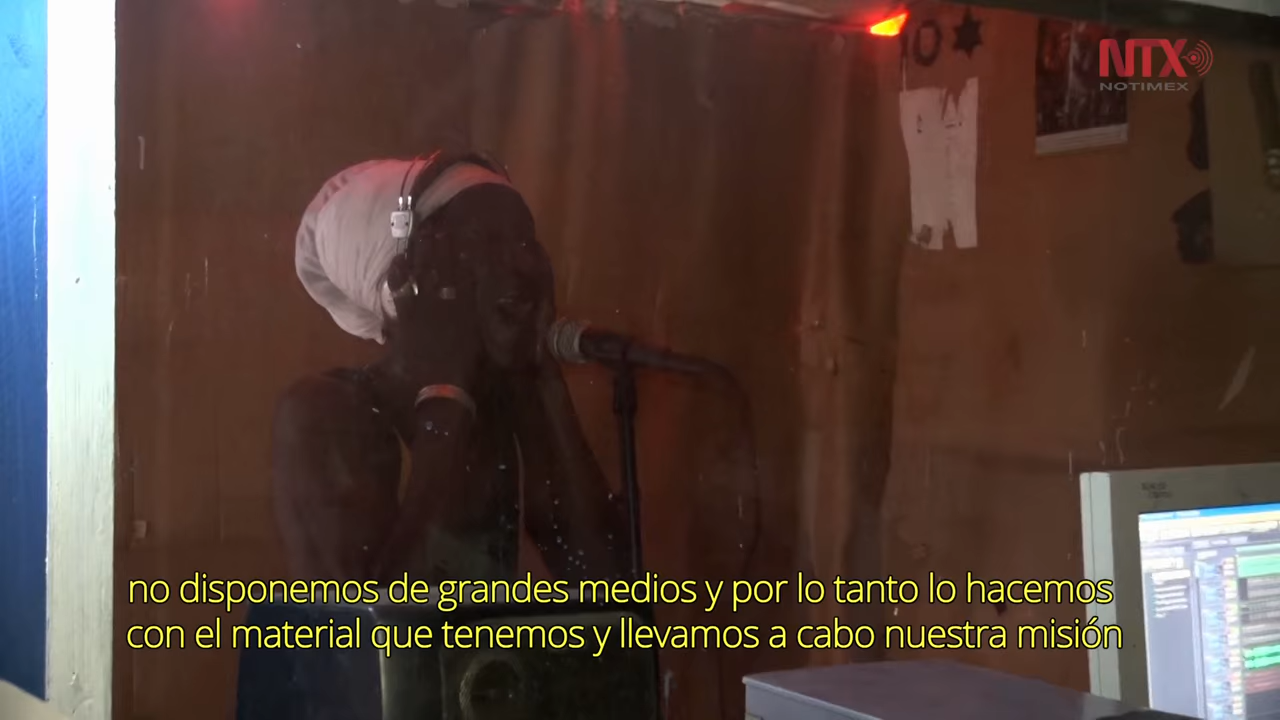 NTX
NOTIMEX
no disponemos de grandes medios y por lo tanto lo hacemos
con el material que tenemos y llevamos a cabo nuestra misión